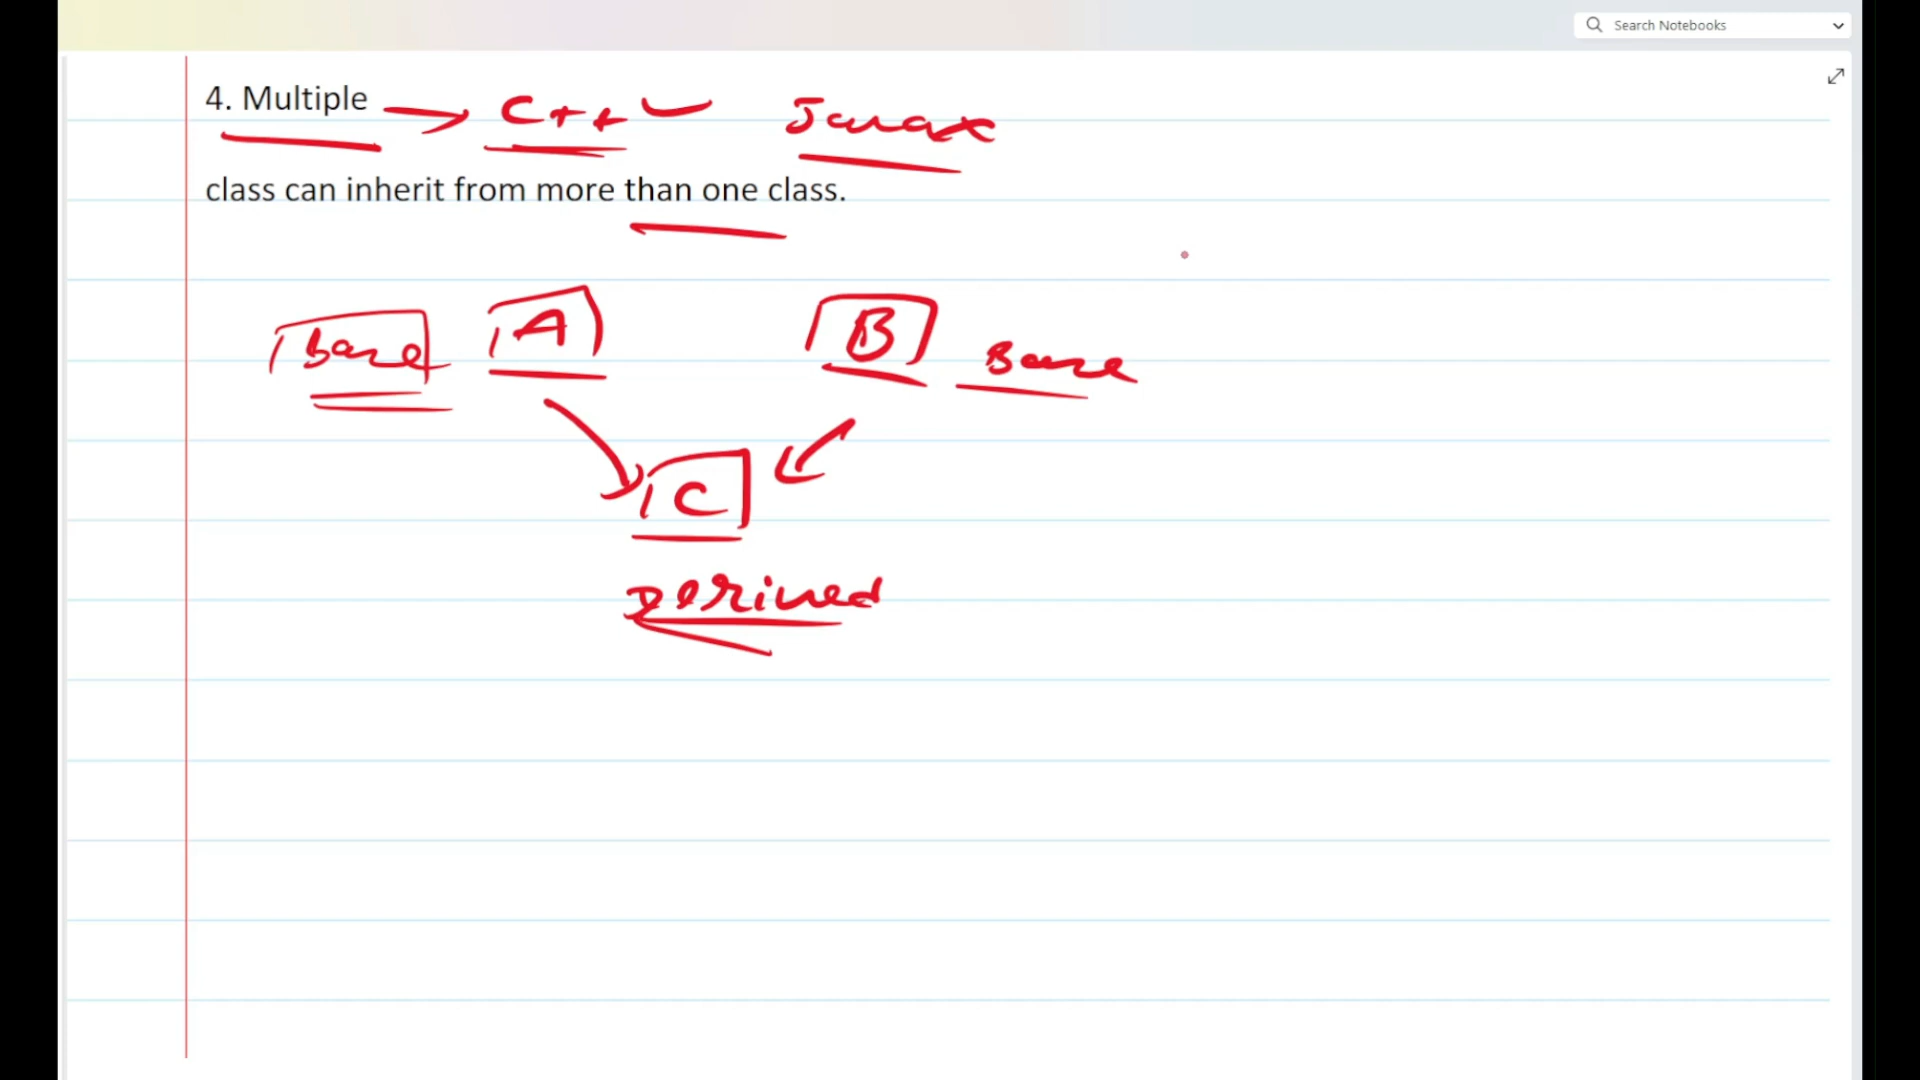 Search Notebooks
4. Multiple → C++ ✓ Java x
class can inherit from more than one class.
Base A B Base
C
Derived